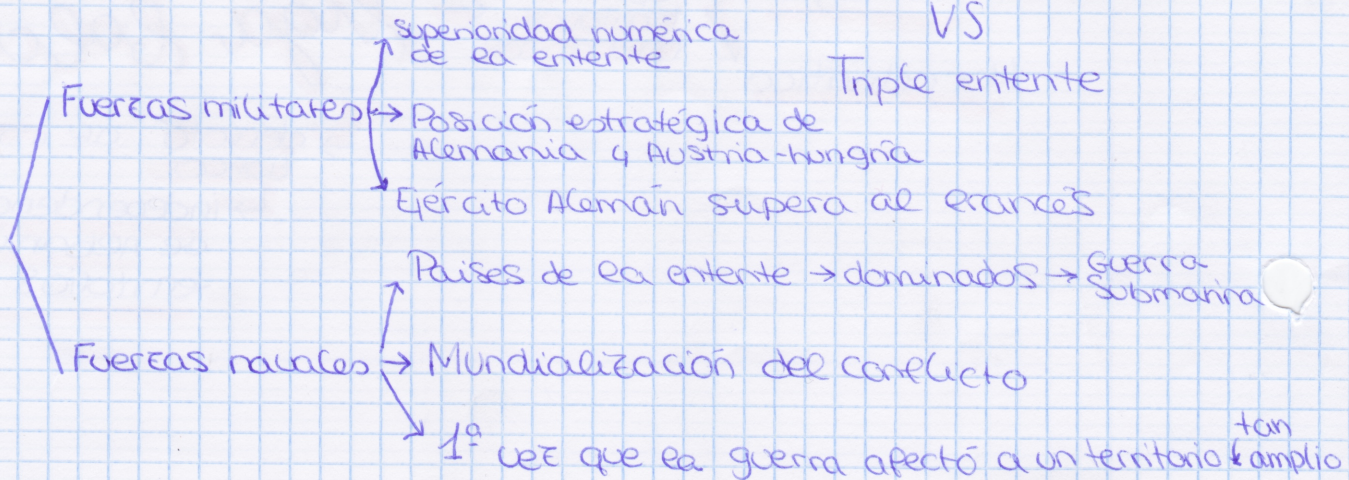 VS
Triple entente
Fuerzas militares
superioridad numérica
de la entente
→ Posición estratégica de
Alemania y Austria-hungría
Ejército Alemán supera al francés
Fuerzas navales
Paises de la entente → dominados → Guerra
Submarina
→ Mundialización del conflicto
1ª vez que la guerra afectó a un territorio tan amplio